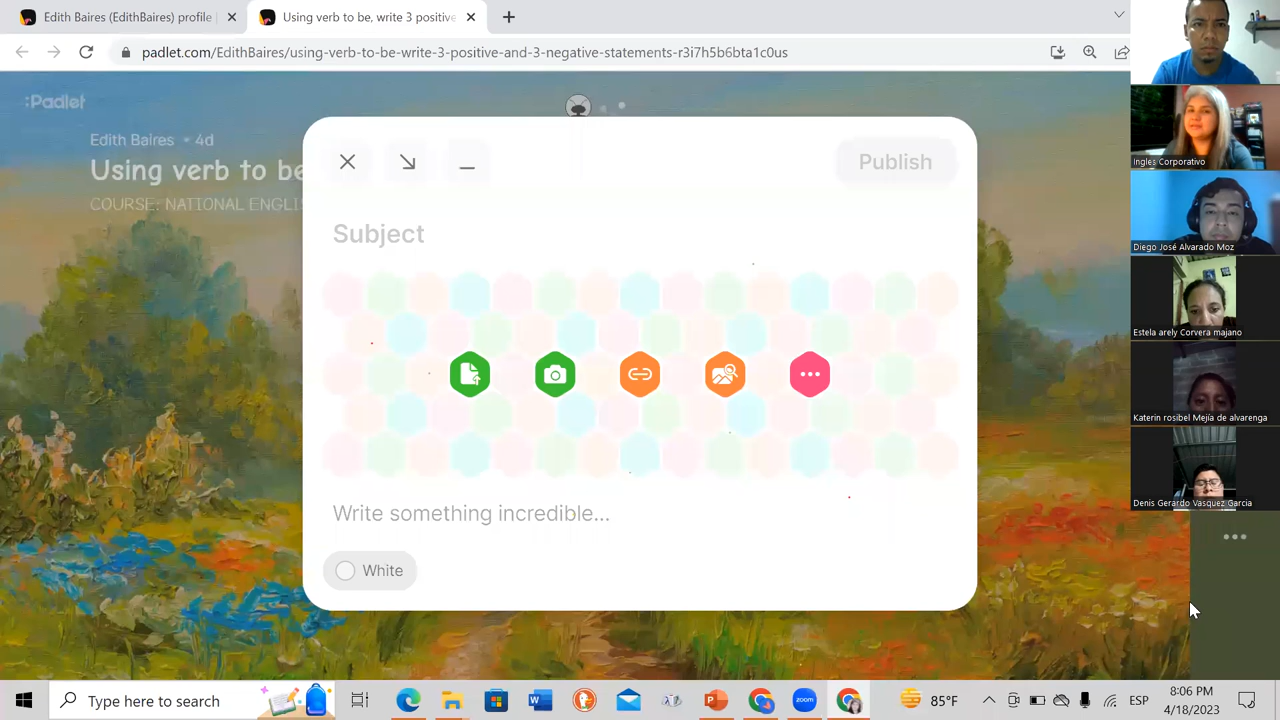 Edith Baires (EdithBaires) profile
Using verb to be, write 3 positive
padlet.com/EdithBaires/using-verb-to-be-write-3-positive-and-3-negative-statements-r3i7h5b6bta1c0us
:Padlet
Edith Baires • 4d
Using verb to be
COURSE: NATIONAL ENGLI
Publish
Subject
Write something incredible...
White
Ingles Corporativo
Diego José Alvarado Moz
Estela arely Corvera majano
Katerin rosibel Mejía de alvarenga
Denis Gerardo Vasquez Garcia
Type here to search
85°F
ESP
8:06 PM
4/18/2023